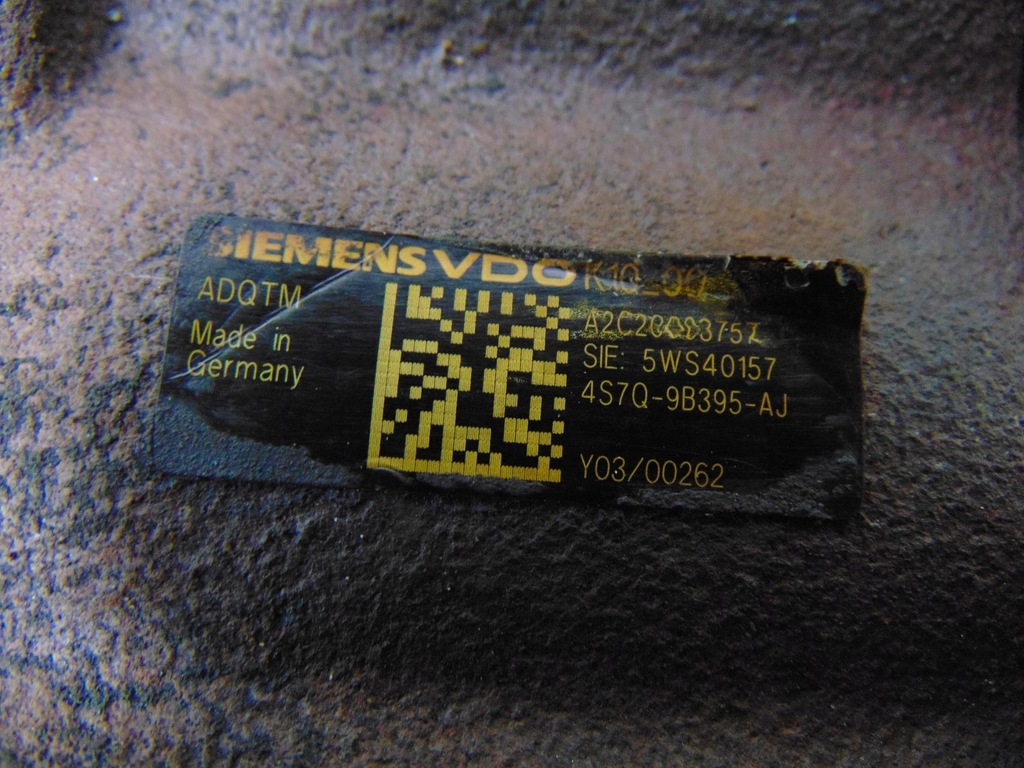 SIEMENS VDO
ADQTM
Made in
Germany
SIE: 5WS40157
4S7Q-9B395-AJ
Y03/00262